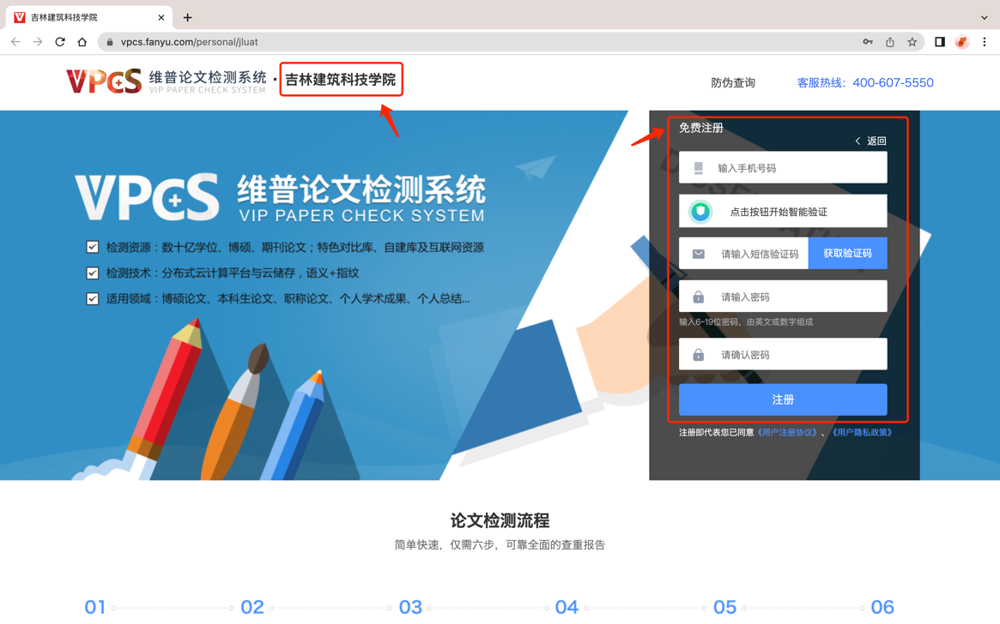 吉林建筑科技学院
vpcs.fanyu.com/personal/jluat
VPCS 维普论文检测系统 · 吉林建筑科技学院
VIP PAPER CHECK SYSTEM
防伪查询
客服热线：400-607-5550
VPCS 维普论文检测系统
VIP PAPER CHECK SYSTEM
检测资源：数十亿学位、博硕、期刊论文；特色对比库、自建库及互联网资源
检测技术：分布式云计算平台与云储存，语义+指纹
适用领域：博硕论文、本科生论文、职称论文、个人学术成果、个人总结...
免费注册
返回
输入手机号码
点击按钮开始智能验证
请输入短信验证码
获取验证码
请输入密码
输入6~19位密码，由英文或数字组成
请确认密码
注册
注册即代表您已同意《用户注册协议》、《用户隐私政策》
论文检测流程
简单快速，仅需六步，可靠全面的查重报告
01 02 03 04 05 06